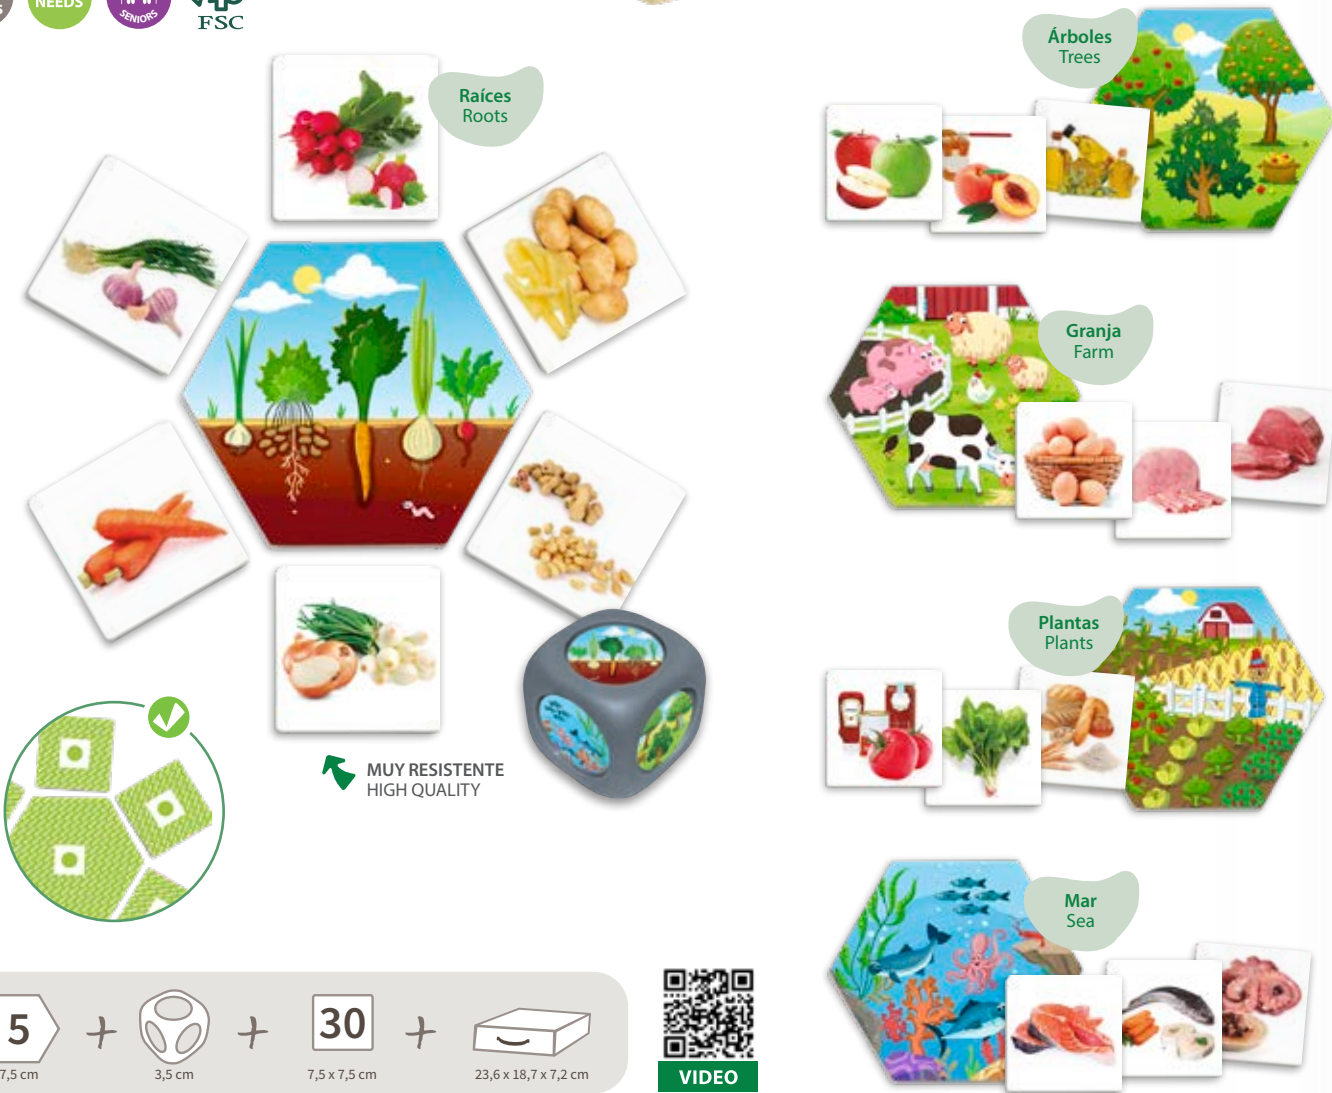 NEEDS
SENIORS
FSC
Raíces
Roots
Árboles
Trees
Granja
Farm
Plantas
Plants
MUY RESISTENTE
HIGH QUALITY
Mar
Sea
5
7,5 cm
+
3,5 cm
+
30
7,5 x 7,5 cm
+
23,6 x 18,7 x 7,2 cm
VIDEO